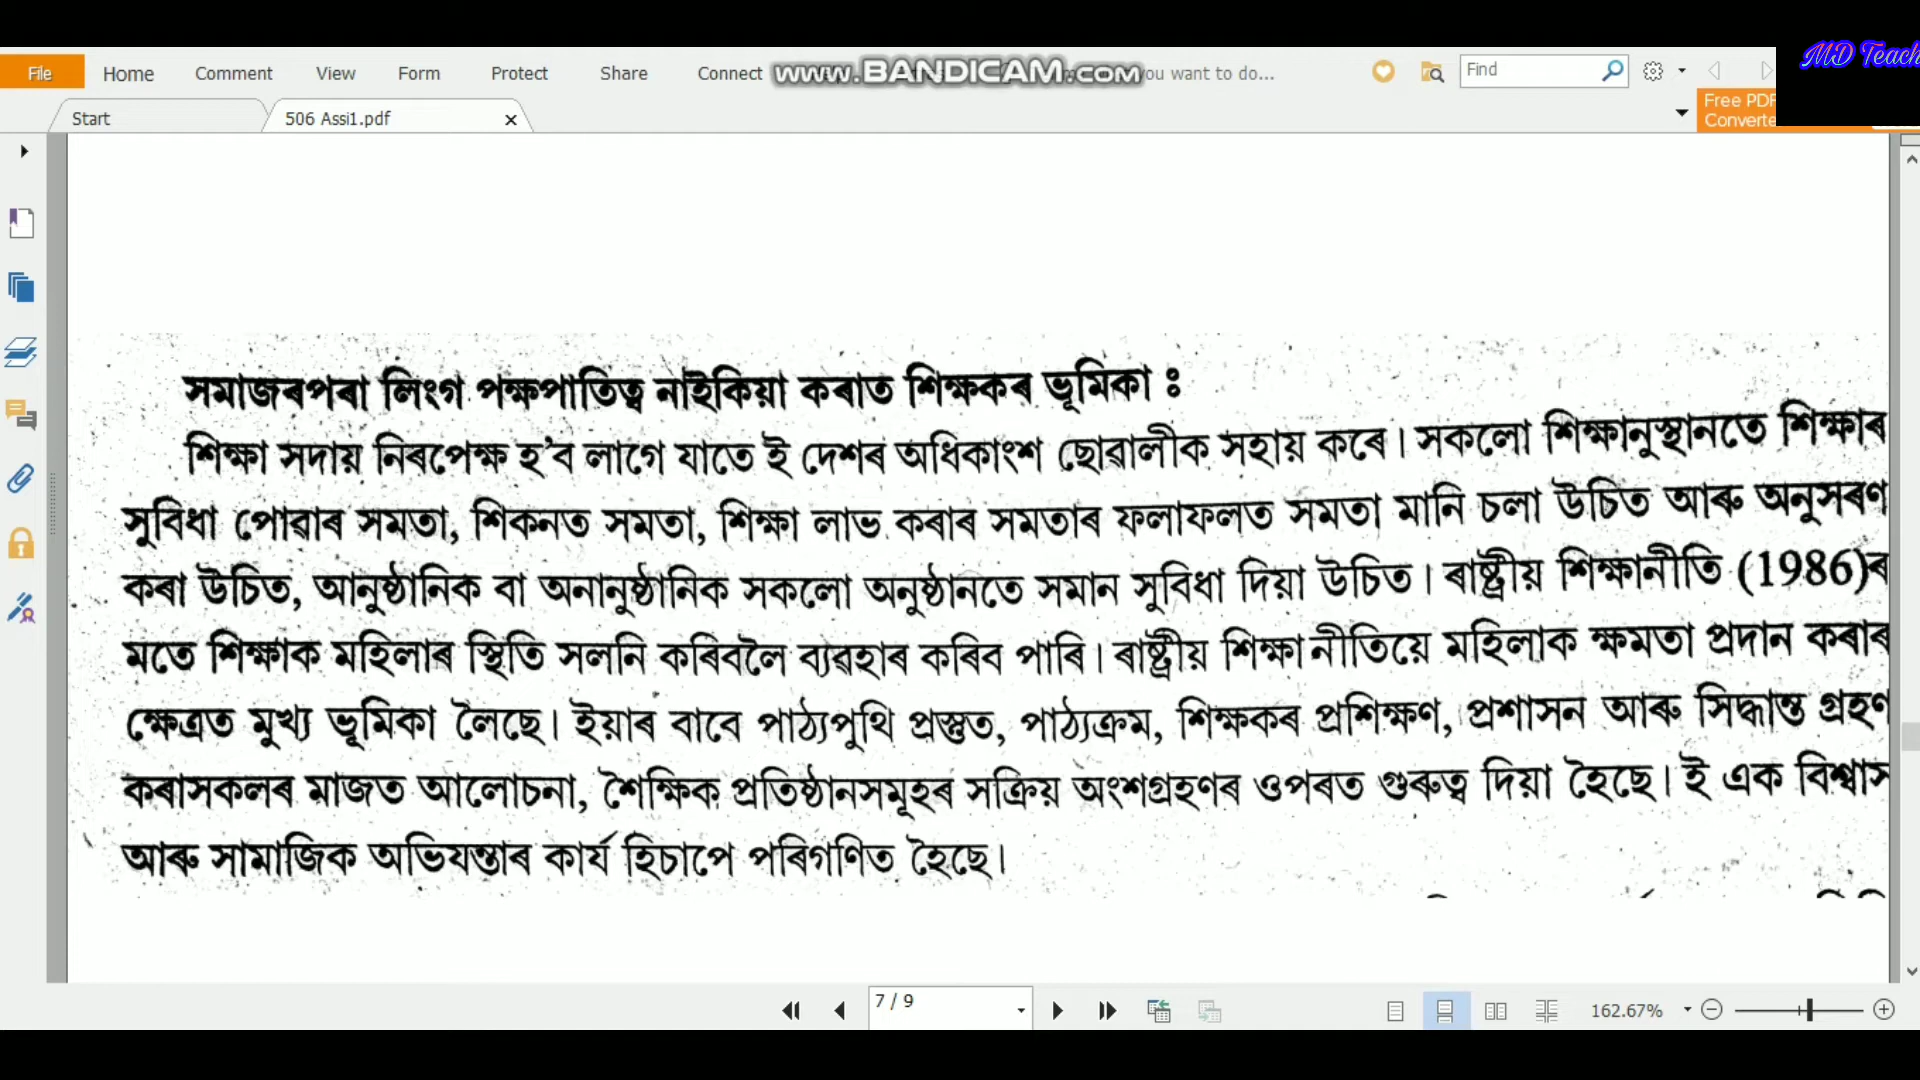 MD Teach
File Home Comment View Form Protect Share Connect www.BANDICAM.com you want to do... Find
Free PDF
Converte
Start 506 Assi1.pdf
সমাজৰপৰা লিংগ পক্ষপাতিত্ব নাইকিয়া কৰাত শিক্ষকৰ ভূমিকা ঃ
শিক্ষা সদায় নিৰপেক্ষ হ’ব লাগে যাতে ই দেশৰ অধিকাংশ ছোৱালীক সহায় কৰে। সকলো শিক্ষানুস্থানতে শিক্ষাৰ
সুবিধা পোৱাৰ সমতা, শিকনত সমতা, শিক্ষা লাভ কৰাৰ সমতাৰ ফলাফলত সমতা মানি চলা উচিত আৰু অনুসৰণ
কৰা উচিত, আনুষ্ঠানিক বা অনানুষ্ঠানিক সকলো অনুষ্ঠানতে সমান সুবিধা দিয়া উচিত। ৰাষ্ট্ৰীয় শিক্ষানীতি (1986)ৰ
মতে শিক্ষাক মহিলাৰ স্থিতি সলনি কৰিবলৈ ব্যৱহাৰ কৰিব পাৰি। ৰাষ্ট্ৰীয় শিক্ষানীতিয়ে মহিলাক ক্ষমতা প্ৰদান কৰাৰ
ক্ষেত্ৰত মুখ্য ভূমিকা লৈছে। ইয়াৰ বাবে পাঠ্যপুথি প্ৰস্তুত, পাঠ্যক্ৰম, শিক্ষকৰ প্ৰশিক্ষণ, প্ৰশাসন আৰু সিদ্ধান্ত গ্ৰহণ
কৰাসকলৰ মাজত আলোচনা, শৈক্ষিক প্ৰতিষ্ঠানসমূহৰ সক্ৰিয় অংশগ্ৰহণৰ ওপৰত গুৰুত্ব দিয়া হৈছে। ই এক বিশ্বাস
আৰু সামাজিক অভিযন্তাৰ কাৰ্য হিচাপে পৰিগণিত হৈছে।
7 / 9 162.67%